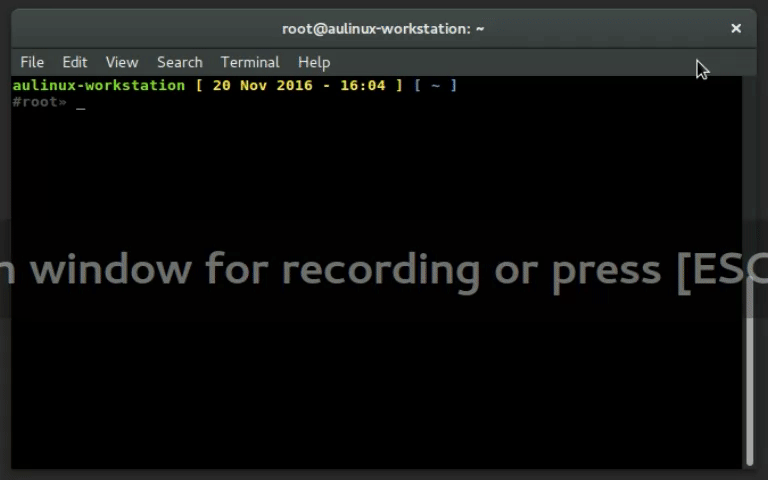 root@aulinux-workstation: ~
File Edit View Search Terminal Help
aulinux-workstation [ 20 Nov 2016 - 16:04 ] [ ~ ]
#root» _
window for recording or press [ESC